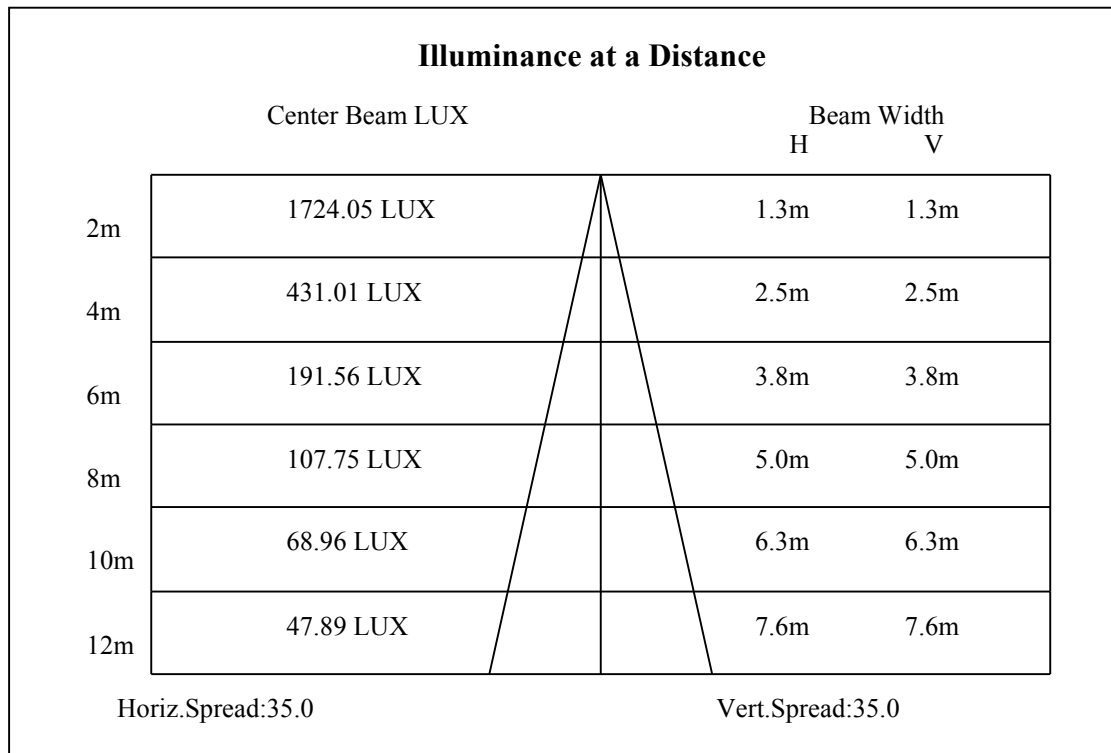 Illuminance at a Distance
Center Beam LUX Beam Width
H V
2m 1724.05 LUX 1.3m 1.3m
4m 431.01 LUX 2.5m 2.5m
6m 191.56 LUX 3.8m 3.8m
8m 107.75 LUX 5.0m 5.0m
10m 68.96 LUX 6.3m 6.3m
12m 47.89 LUX 7.6m 7.6m
Horiz.Spread:35.0 Vert.Spread:35.0